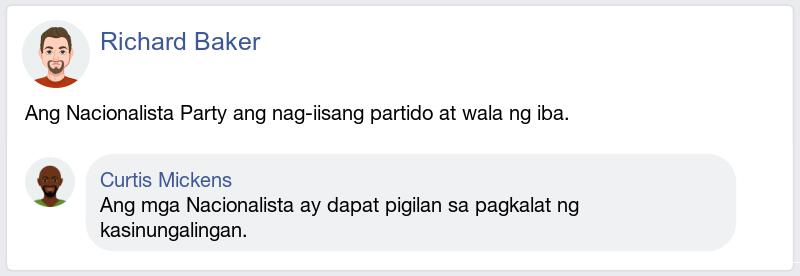 Richard Baker
Ang Nacionalista Party ang nag-iisang partido at wala ng iba.
Curtis Mickens
Ang mga Nacionalista ay dapat pigilan sa pagkalat ng
kasinungalingan.